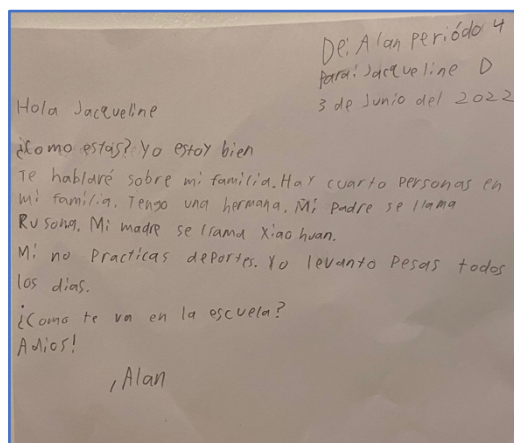 De: Alan periódo 4
Para: Jacqueline D
3 de Junio del 2022
Hola Jacqueline
¿Como estas? Yo estoy bien
Te hablaré sobre mi familia. Hay cuarto personas en
mi familia. Tengo una hermana. Mi padre se llama
Rusong. Mi madre se llama Xiao huan.
Mi no practicas deportes. Yo levanto pesas todos
los dias.
¿Como te va en la escuela?
Adios!
, Alan